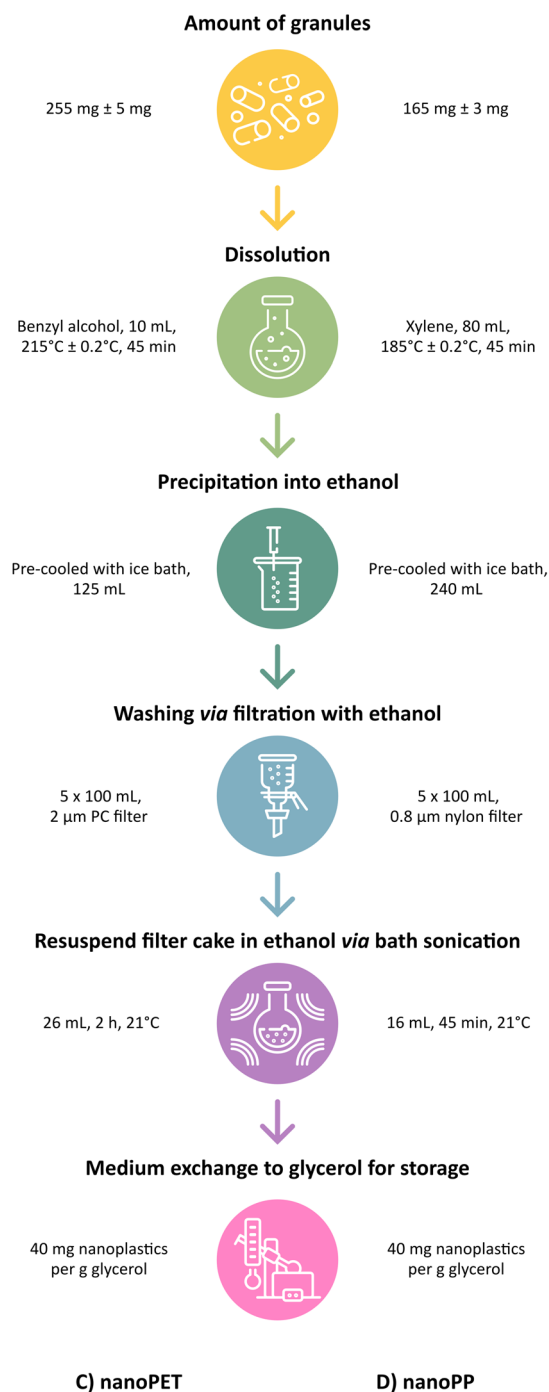 Amount of granules
255 mg ± 5 mg
165 mg ± 3 mg
Dissolution
Benzyl alcohol, 10 mL,
215°C ± 0.2°C, 45 min
Xylene, 80 mL,
185°C ± 0.2°C, 45 min
Precipitation into ethanol
Pre-cooled with ice bath,
125 mL
Pre-cooled with ice bath,
240 mL
Washing via filtration with ethanol
5 x 100 mL,
2 µm PC filter
5 x 100 mL,
0.8 µm nylon filter
Resuspend filter cake in ethanol via bath sonication
26 mL, 2 h, 21°C
16 mL, 45 min, 21°C
Medium exchange to glycerol for storage
40 mg nanoplastics
per g glycerol
40 mg nanoplastics
per g glycerol
C) nanoPET
D) nanoPP